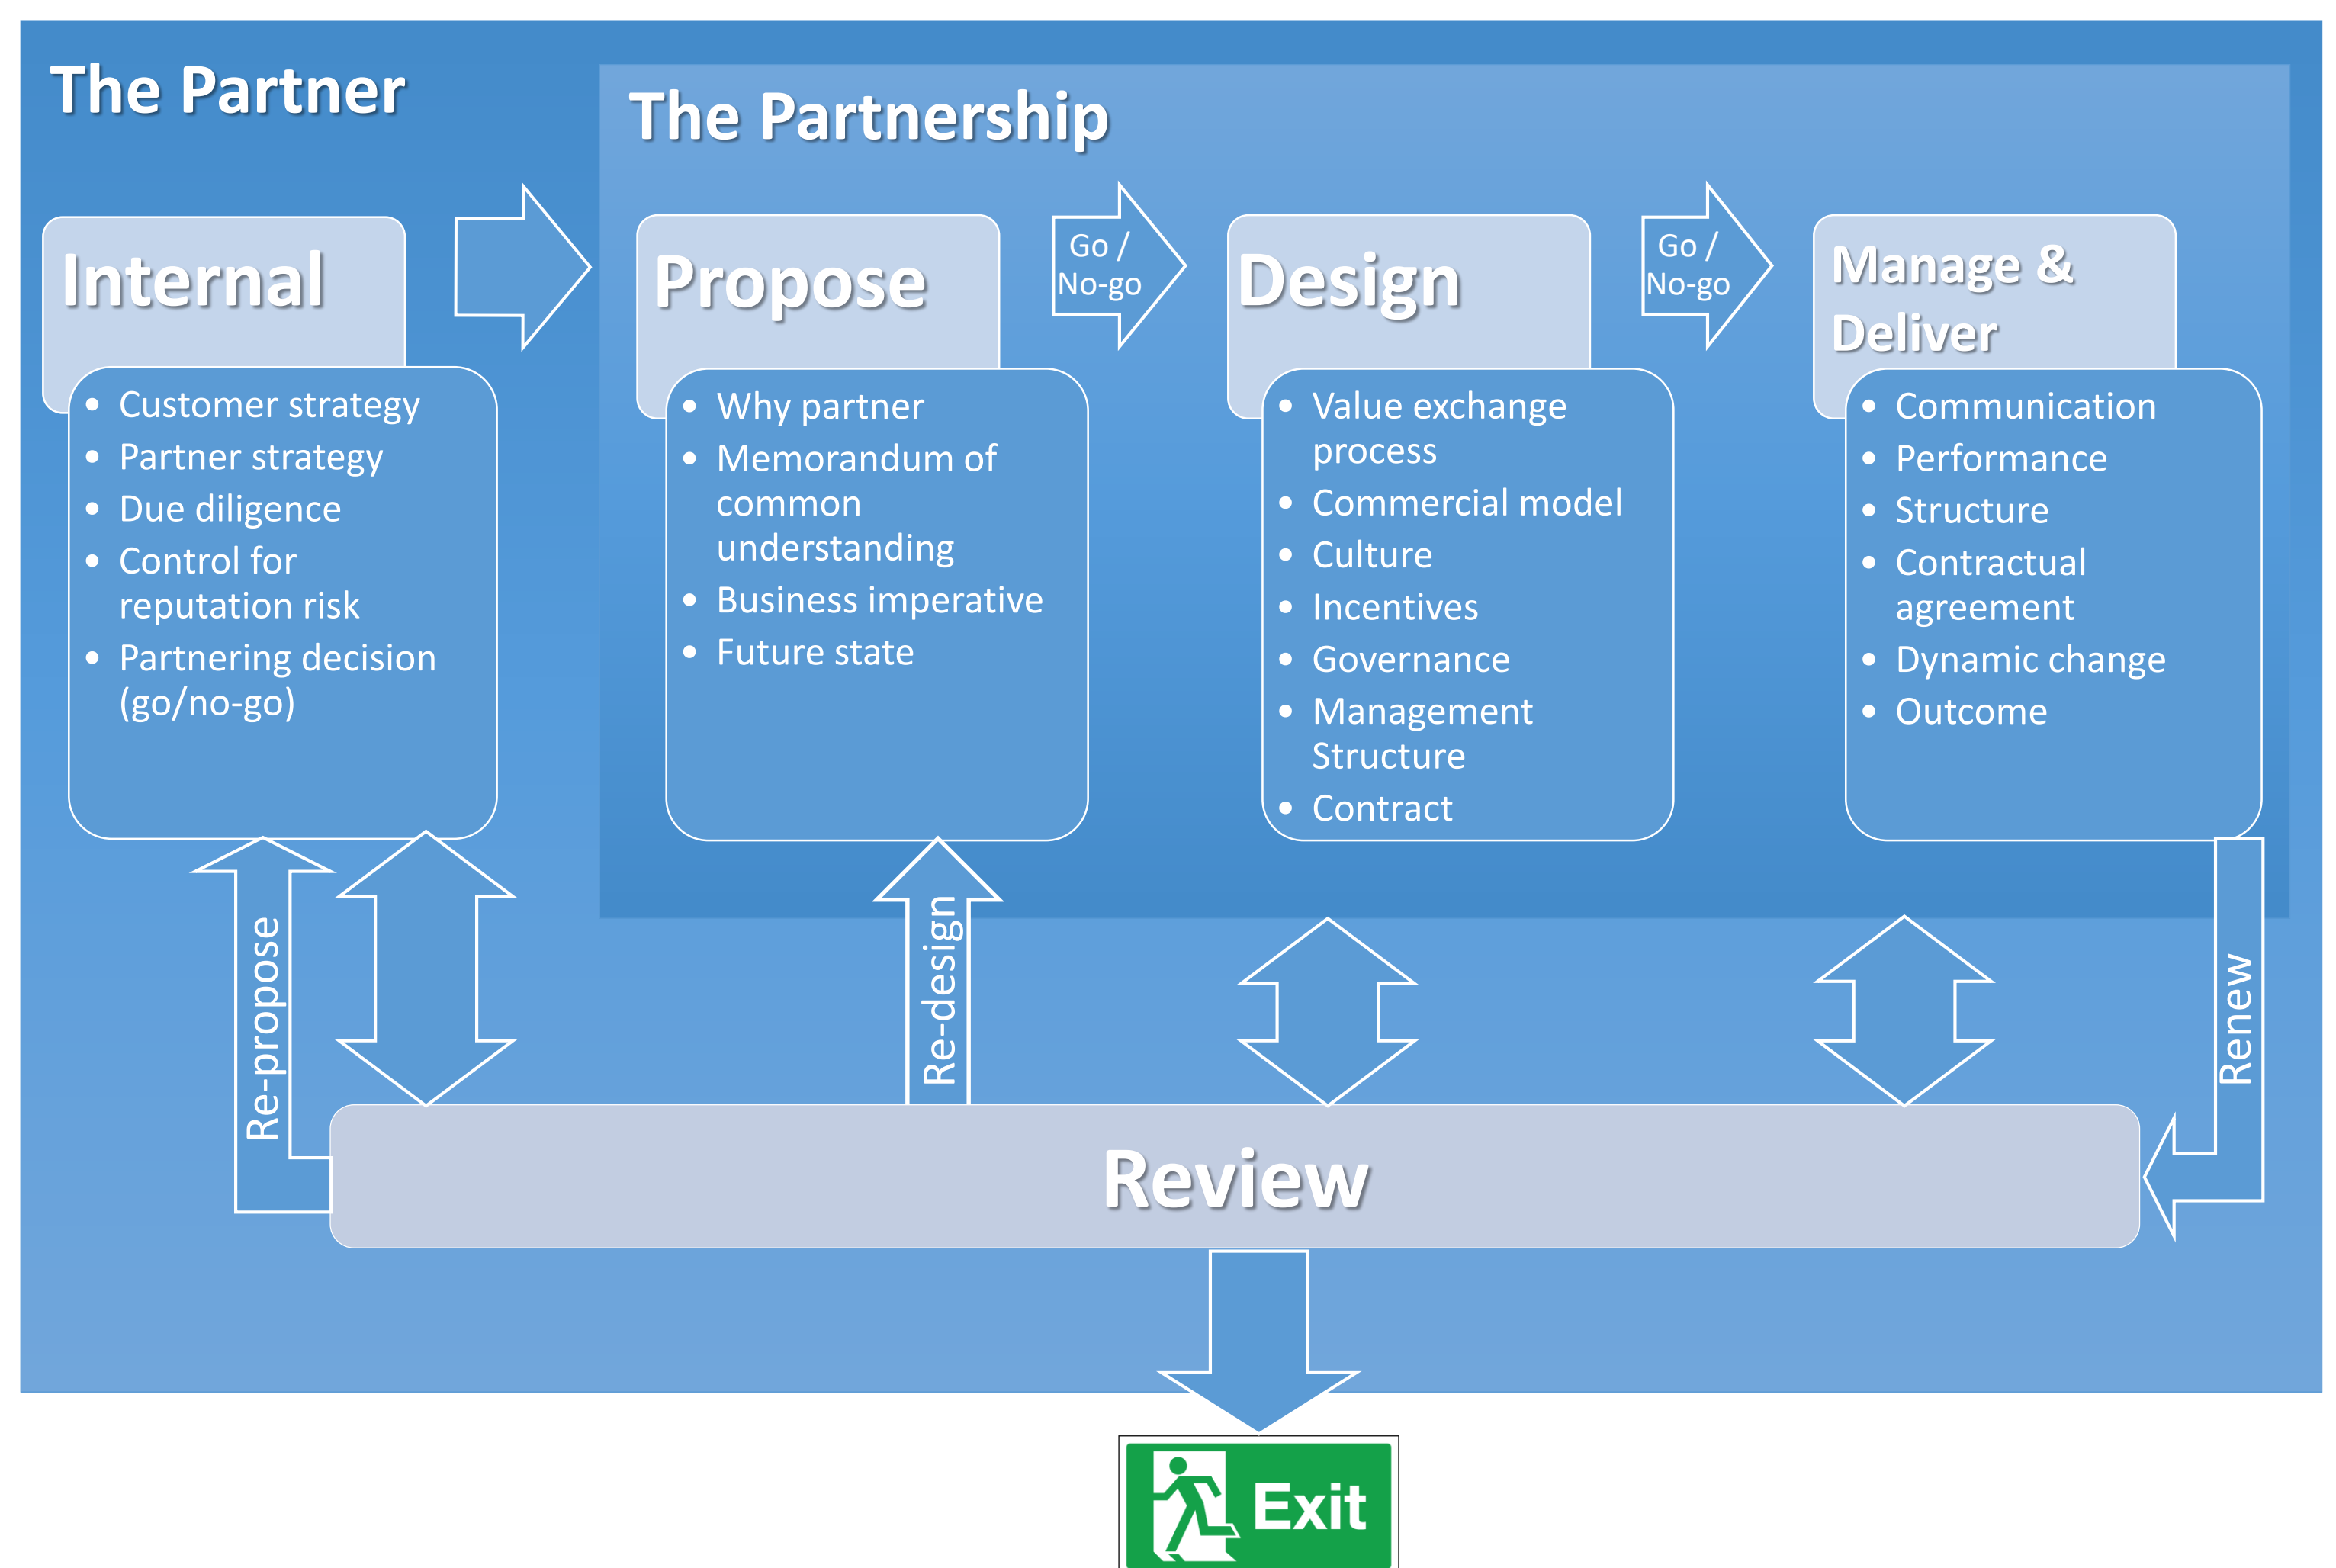 The Partner
The Partnership
Internal
• Customer strategy
• Partner strategy
• Due diligence
• Control for
reputation risk
• Partnering decision
(go/no-go)
Propose
• Why partner
• Memorandum of
common
understanding
• Business imperative
• Future state
Go /
No-go
Design
• Value exchange
process
• Commercial model
• Culture
• Incentives
• Governance
• Management
Structure
• Contract
Go /
No-go
Manage &
Deliver
• Communication
• Performance
• Structure
• Contractual
agreement
• Dynamic change
• Outcome
Re-propose
Re-design
Renew
Review
Exit